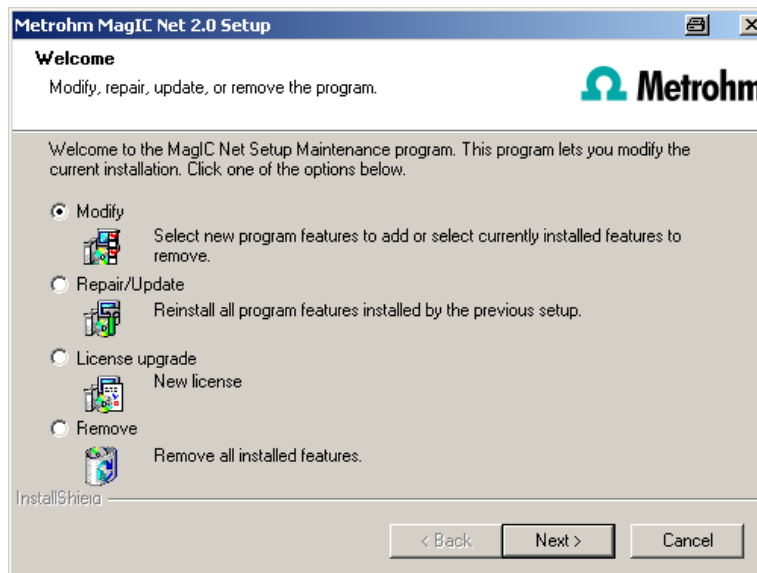 Metrohm MagIC Net 2.0 Setup
Welcome
Modify, repair, update, or remove the program.
Metrohm
Welcome to the MagIC Net Setup Maintenance program. This program lets you modify the
current installation. Click one of the options below.
Modify
Select new program features to add or select currently installed features to
remove.
Repair/Update
Reinstall all program features installed by the previous setup.
License upgrade
New license
Remove
Remove all installed features.
InstallShield
< Back
Next >
Cancel